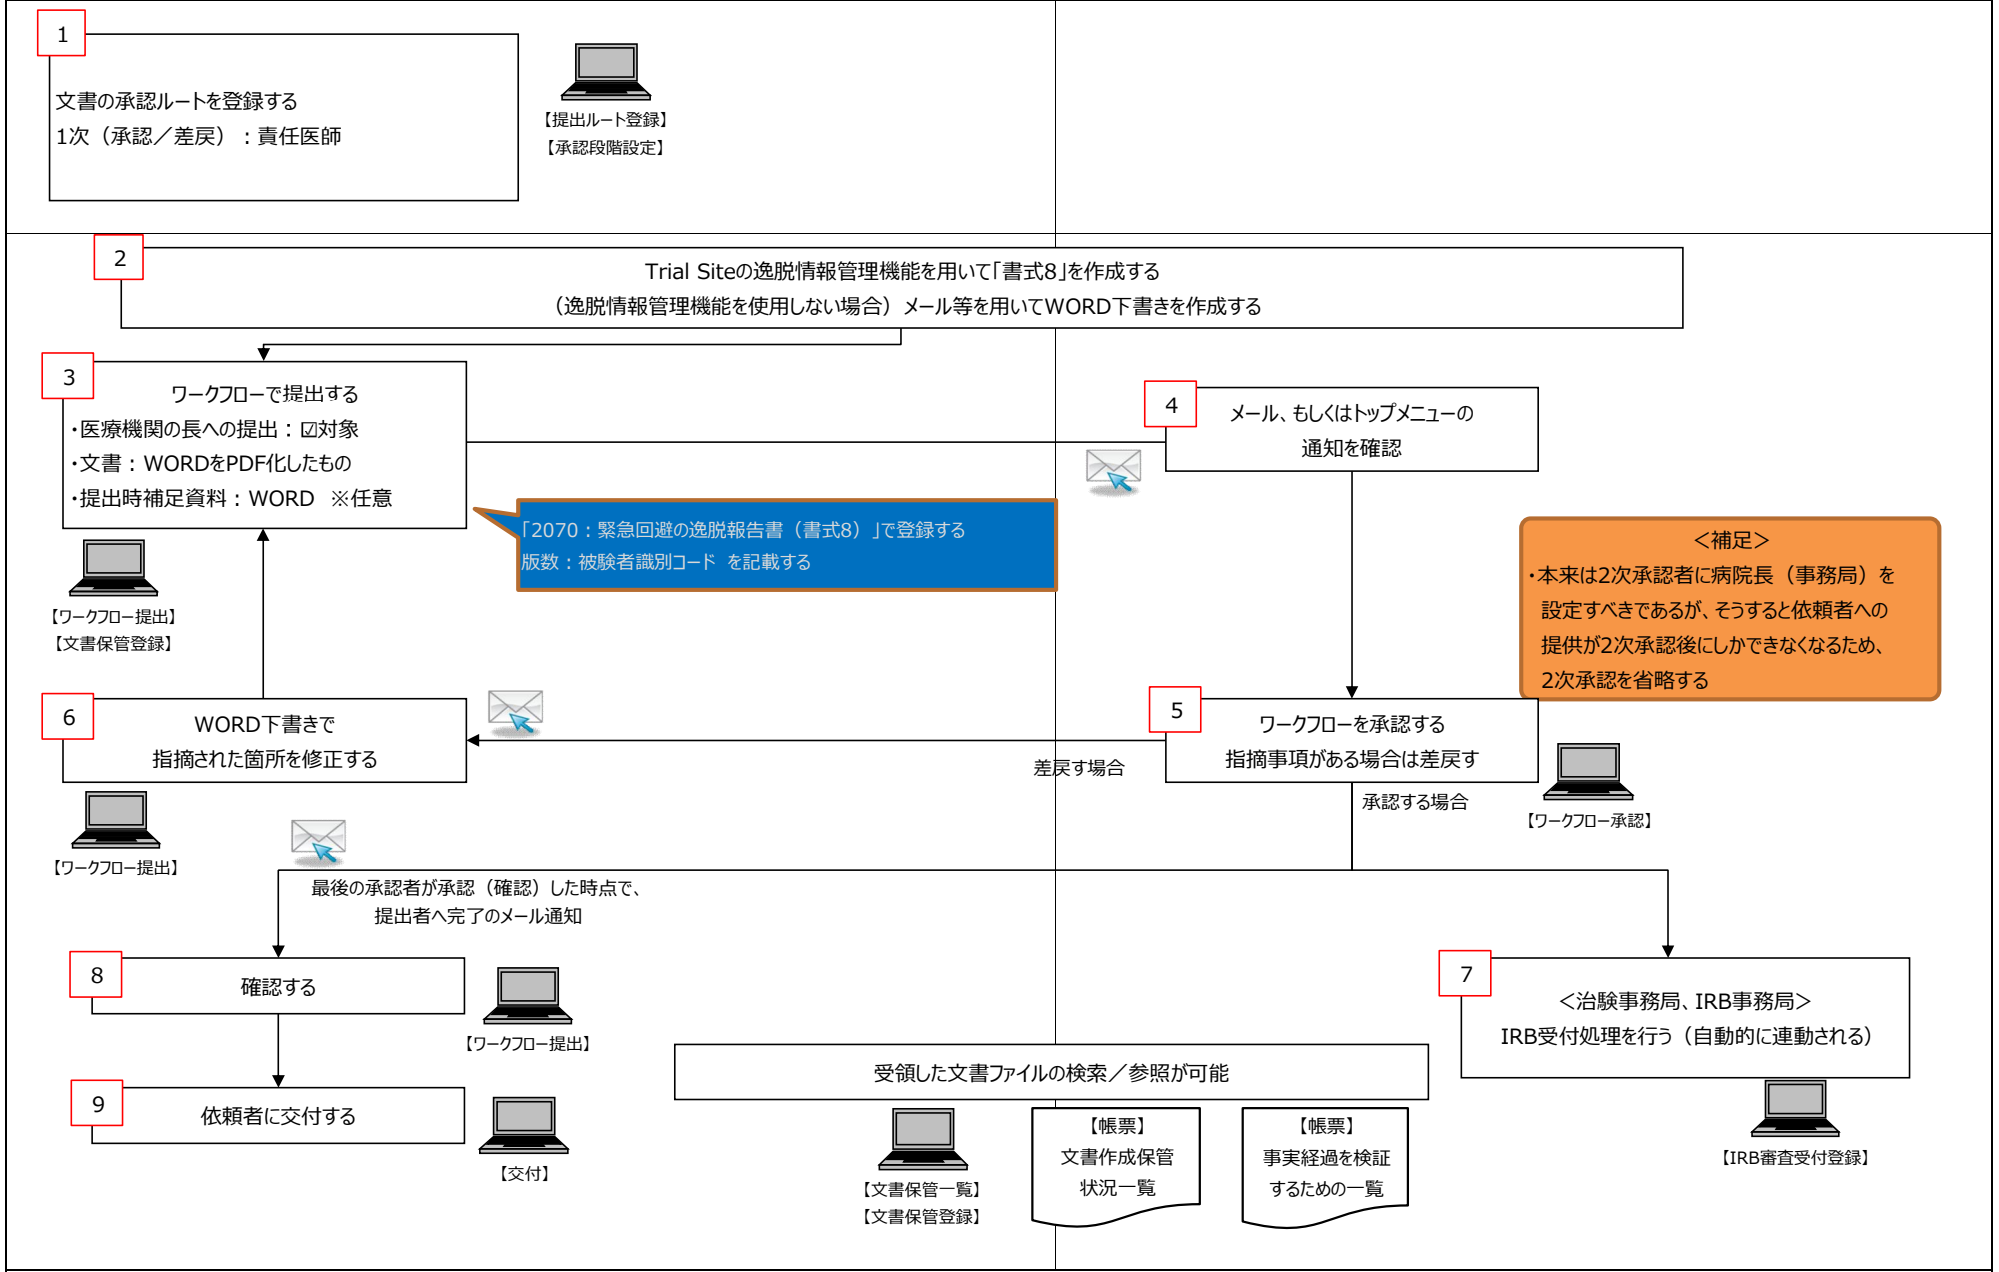 1
文書の承認ルートを登録する
1次（承認／差戻）：責任医師
【提出ルート登録】
【承認段階設定】
2
Trial Siteの逸脱情報管理機能を用いて「書式8」を作成する
（逸脱情報管理機能を使用しない場合）メール等を用いてWORD下書きを作成する
3
ワークフローで提出する
・医療機関の長への提出：☑対象
・文書：WORDをPDF化したもの
・提出時補足資料：WORD　※任意
【ワークフロー提出】
【文書保管登録】
「2070：緊急回避の逸脱報告書（書式8）」で登録する
版数：被験者識別コード を記載する
4
メール、もしくはトップメニューの
通知を確認
＜補足＞
・本来は2次承認者に病院長（事務局）を
設定すべきであるが、そうすると依頼者への
提供が2次承認後にしかできなくなるため、
2次承認を省略する
5
ワークフローを承認する
指摘事項がある場合は差戻す
【ワークフロー承認】
差戻す場合
承認する場合
6
WORD下書きで
指摘された箇所を修正する
【ワークフロー提出】
最後の承認者が承認（確認）した時点で、
提出者へ完了のメール通知
7
＜治験事務局、IRB事務局＞
IRB受付処理を行う（自動的に連動される）
【IRB審査受付登録】
8
確認する
【ワークフロー提出】
9
依頼者に交付する
【交付】
受領した文書ファイルの検索／参照が可能
【文書保管一覧】
【文書保管登録】
【帳票】
文書作成保管
状況一覧
【帳票】
事実経過を検証
するための一覧